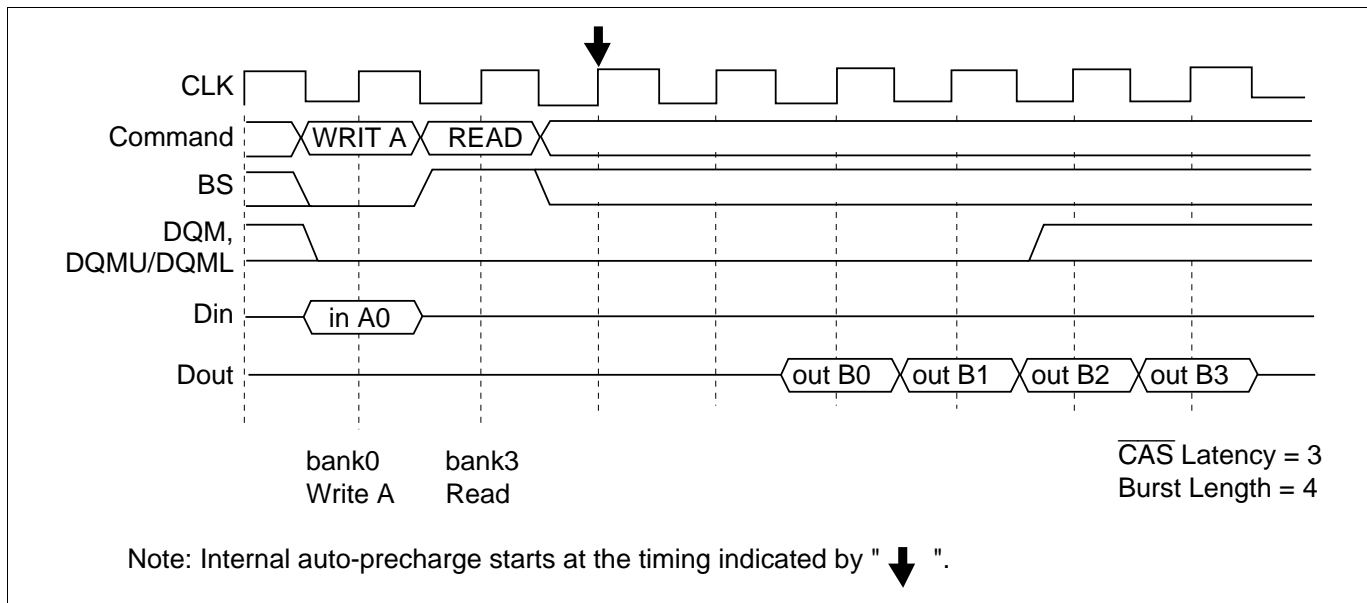 CLK
Command WRIT A READ
BS
DQM,
DQMU/DQML
Din in A0
Dout out B0 out B1 out B2 out B3
bank0 bank3 CAS Latency = 3
Write A Read Burst Length = 4
Note: Internal auto-precharge starts at the timing indicated by " ".